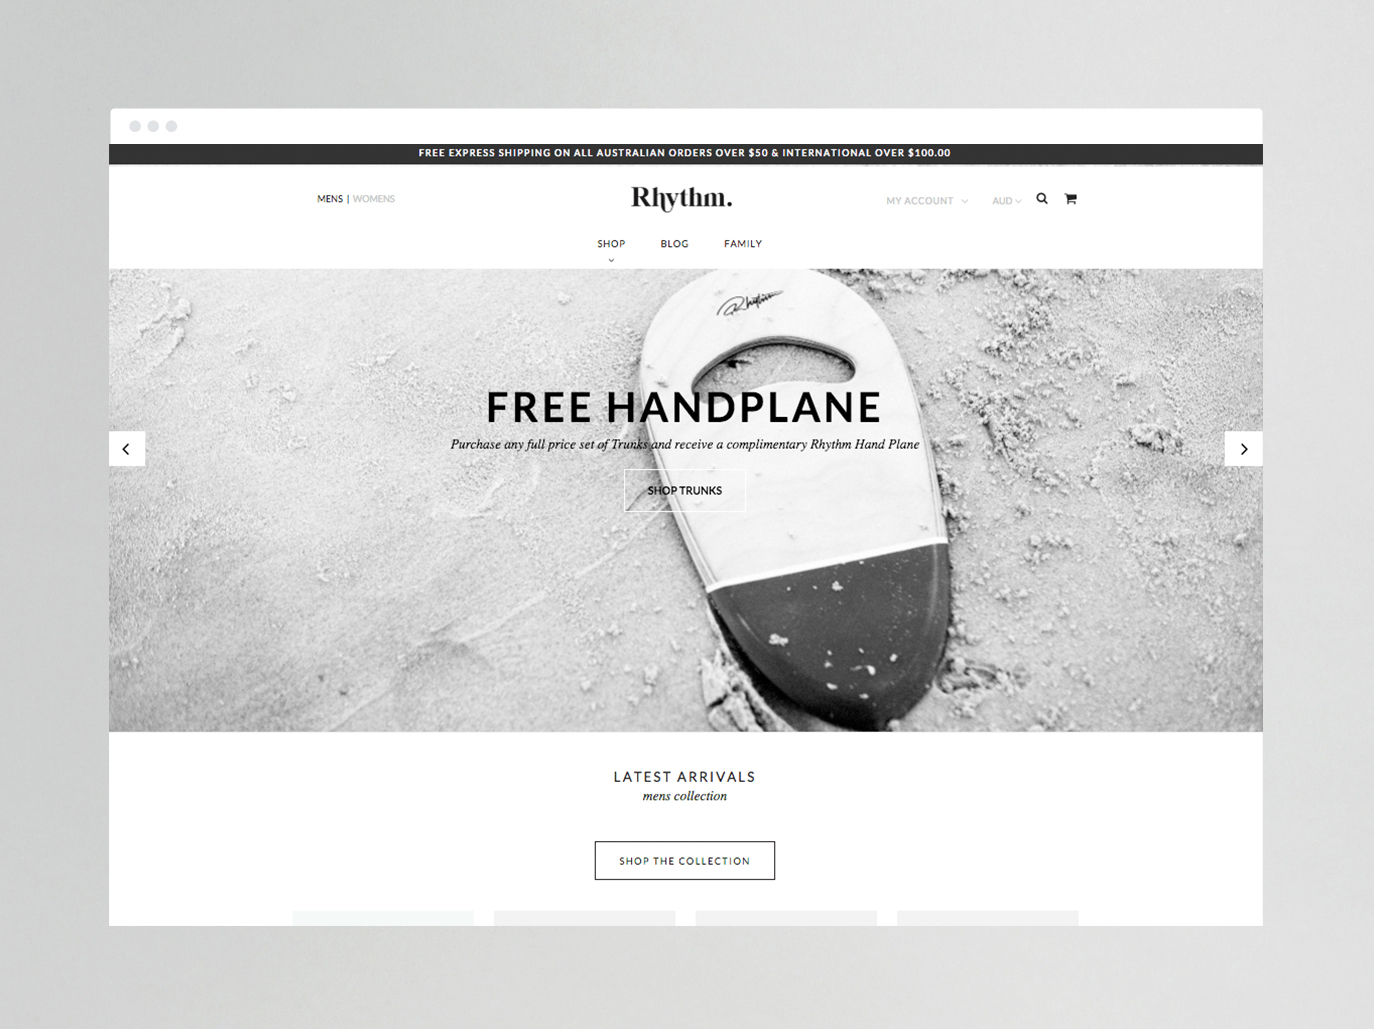 FREE EXPRESS SHIPPING ON ALL AUSTRALIAN ORDERS OVER $50 & INTERNATIONAL OVER $100.00
MENS | WOMENS
Rhythm.
MY ACCOUNT
AUD
SHOP
BLOG
FAMILY
Rhythm
FREE HANDPLANE
Purchase any full price set of Trunks and receive a complimentary Rhythm Hand Plane
SHOP TRUNKS
LATEST ARRIVALS
mens collection
SHOP THE COLLECTION